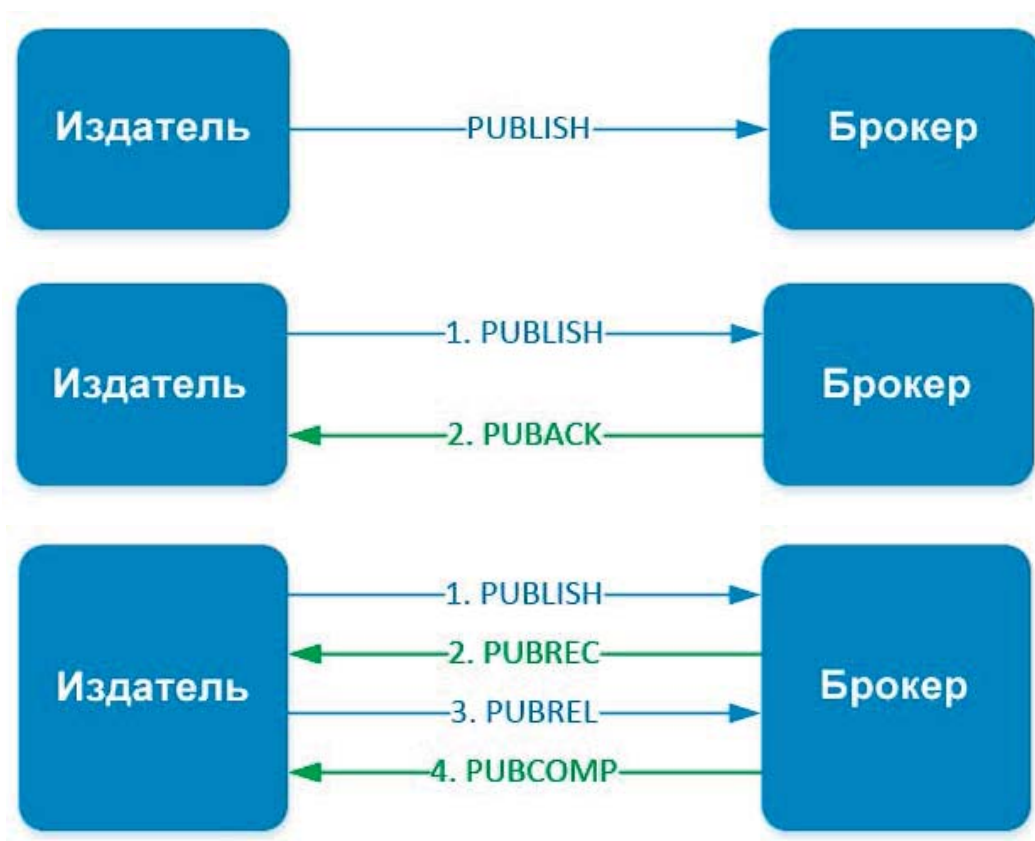 Издатель
PUBLISH
Брокер
Издатель
1. PUBLISH
2. PUBACK
Брокер
Издатель
1. PUBLISH
2. PUBREC
3. PUBREL
4. PUBCOMP
Брокер